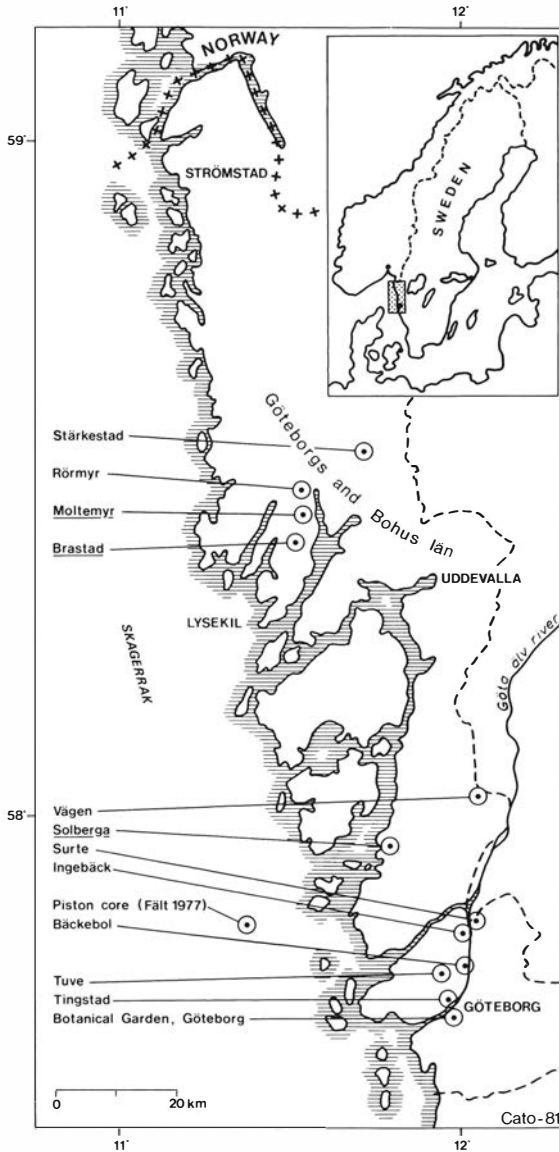 11°
12°
NORWAY
59°
STRÖMSTAD
SWEDEN
Göteborgs and Bohus län
Stärkestad
Rörmyr
Moltemyr
Brastad
UDDEVALLA
LYSEKIL
SKAGERRAK
Göta älv river
58°
Vägen
Solberga
Surte
Ingebäck
Piston core (Fält 1977)
Bäckebol
Tuve
Tingstad
GÖTEBORG
Botanical Garden, Göteborg
0 20 km
Cato-81
11°
12°